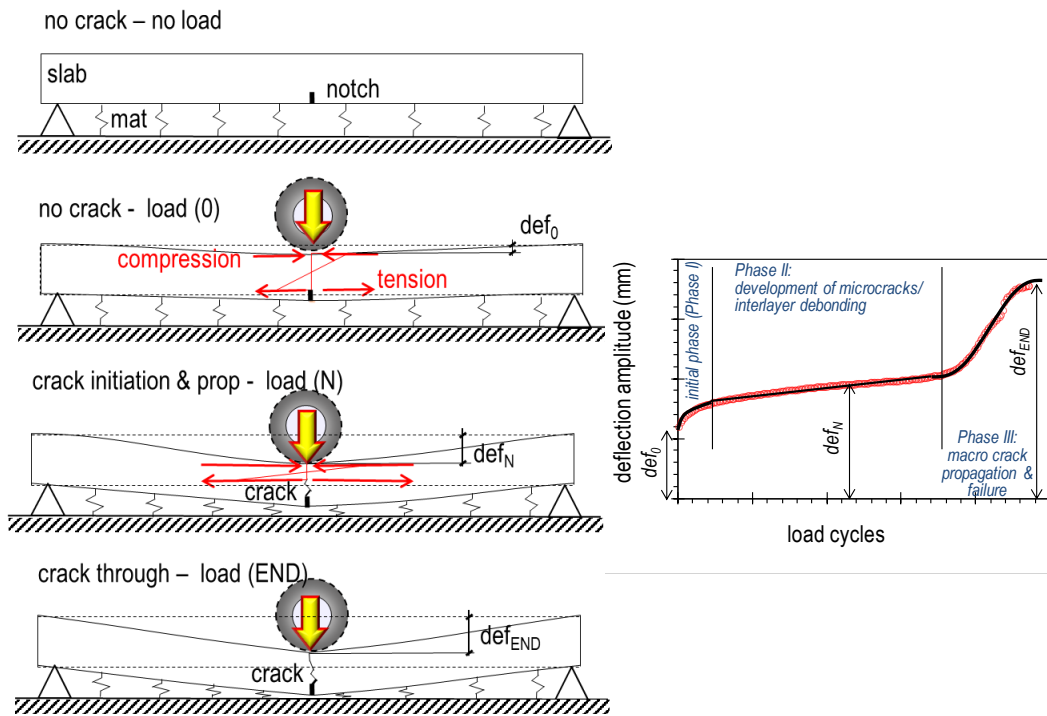 no crack – no load
slab
notch
mat
no crack - load (0)
def0
compression
tension
crack initiation & prop - load (N)
defN
crack
crack through – load (END)
defEND
crack
deflection amplitude (mm)
initial phase (Phase I)
Phase II:
development of microcracks/
interlayer debonding
def0
defN
defEND
Phase III:
macro crack
propagation &
failure
load cycles